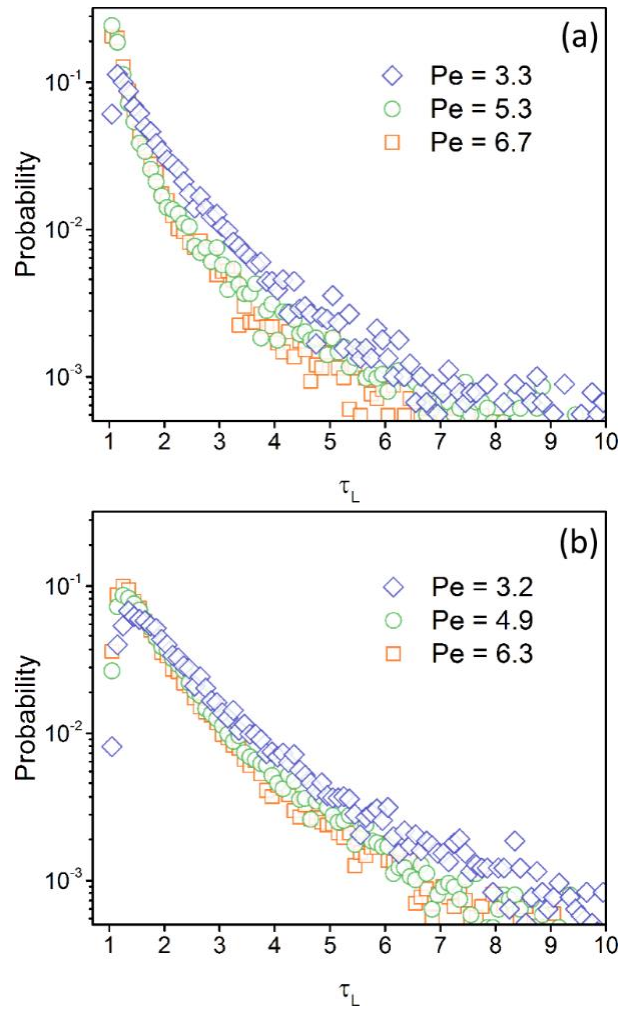 (a)
Pe = 3.3
Pe = 5.3
Pe = 6.7
10⁻¹
10⁻²
10⁻³
Probability
1 2 3 4 5 6 7 8 9 10
τL
(b)
Pe = 3.2
Pe = 4.9
Pe = 6.3
10⁻¹
10⁻²
10⁻³
Probability
1 2 3 4 5 6 7 8 9 10
τL